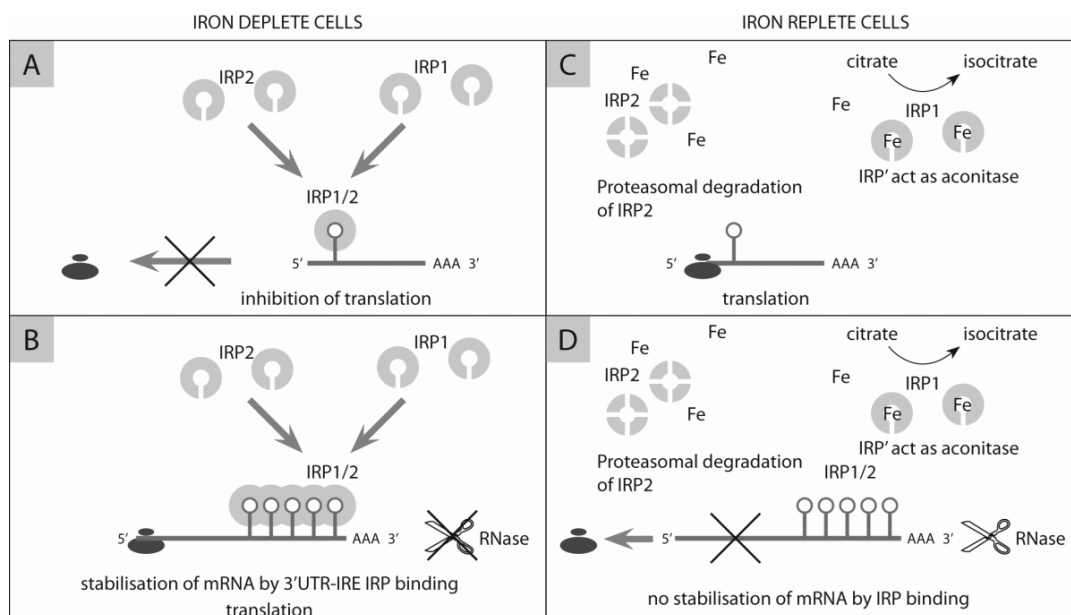 IRON DEPLETE CELLS
IRON REPLETE CELLS
A
IRP2
IRP1
IRP1/2
5′
AAA 3′
inhibition of translation
C
Fe
Fe
IRP2
Fe
citrate
isocitrate
Fe
IRP1
Fe
Fe
IRP' act as aconitase
Proteasomal degradation
of IRP2
5′
AAA 3′
translation
B
IRP2
IRP1
IRP1/2
5′
AAA 3′
RNase
stabilisation of mRNA by 3′UTR-IRE IRP binding
translation
D
Fe
Fe
IRP2
Fe
citrate
isocitrate
Fe
IRP1
Fe
Fe
IRP' act as aconitase
Proteasomal degradation
of IRP2
IRP1/2
5′
AAA 3′
RNase
no stabilisation of mRNA by IRP binding